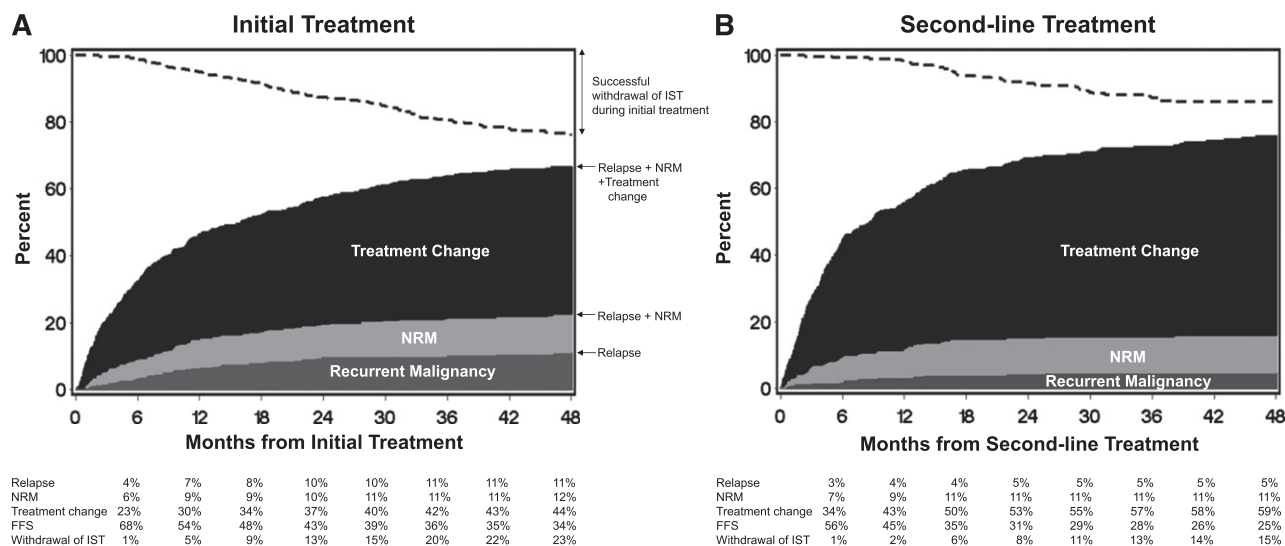 A
Initial Treatment
100
80
60
40
20
0
Percent
Successful
withdrawal of IST
during initial treatment
Relapse + NRM
+Treatment
change
Treatment Change
Relapse + NRM
NRM
Relapse
Recurrent Malignancy
0 6 12 18 24 30 36 42 48
Months from Initial Treatment
Relapse 4% 7% 8% 10% 10% 11% 11% 11%
NRM 6% 9% 9% 10% 11% 11% 11% 12%
Treatment change 23% 30% 34% 37% 40% 42% 43% 44%
FFS 68% 54% 48% 43% 39% 36% 35% 34%
Withdrawal of IST 1% 5% 9% 13% 15% 20% 22% 23%
B
Second-line Treatment
100
80
60
40
20
0
Percent
Treatment Change
NRM
Recurrent Malignancy
0 6 12 18 24 30 36 42 48
Months from Second-line Treatment
Relapse 3% 4% 4% 5% 5% 5% 5% 5%
NRM 7% 9% 11% 11% 11% 11% 11% 11%
Treatment change 34% 43% 50% 53% 55% 57% 58% 59%
FFS 56% 45% 35% 31% 29% 28% 26% 25%
Withdrawal of IST 1% 2% 6% 8% 11% 13% 14% 15%